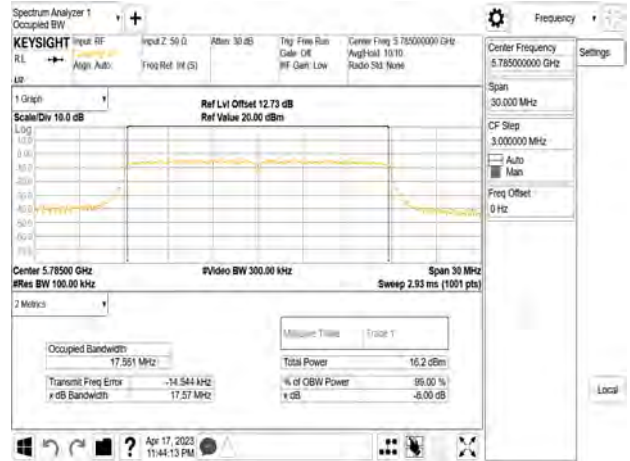 Spectrum Analyzer 1
Occupied BW
Frequency
KEYSIGHT
Input: RF
Input Z: 50 Ω
Atten: 30 dB
Trig: Free Run
Center Freq: 5.785000000 GHz
RL
Align: Auto
Freq Ref: Int (S)
Gate: Off
Avg|Hold: 10/10
#IF Gain: Low
Radio Std: None
Center Frequency
5.785000000 GHz
Settings
Span
30.000 MHz
CF Step
3.000000 MHz
Auto
Man
Freq Offset
0 Hz
1 Graph
Scale/Div 10.0 dB
Ref Lvl Offset 12.73 dB
Ref Value 20.00 dBm
Log
10.0
0.00
Center 5.78500 GHz
#Res BW 100.00 kHz
#Video BW 300.00 kHz
Span 30 MHz
Sweep 2.93 ms (1001 pts)
2 Metrics
Measure Trace
Trace 1
Occupied Bandwidth
17.551 MHz
Total Power
16.2 dBm
Transmit Freq Error
-14.544 kHz
% of OBW Power
99.00 %
x dB Bandwidth
17.57 MHz
x dB
-6.00 dB
Local
Apr 17, 2023
11:44:13 PM